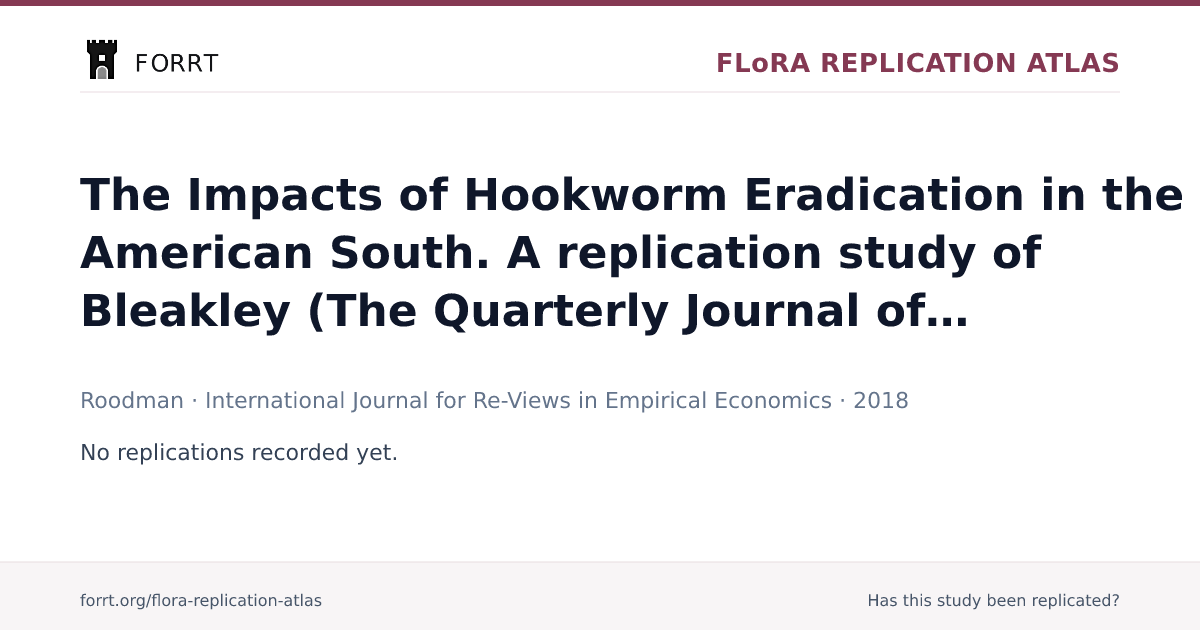 FORRT
FLoRA REPLICATION ATLAS
The Impacts of Hookworm Eradication in the
American South. A replication study of
Bleakley (The Quarterly Journal of…
Roodman · International Journal for Re-Views in Empirical Economics · 2018
No replications recorded yet.
forrt.org/flora-replication-atlas
Has this study been replicated?